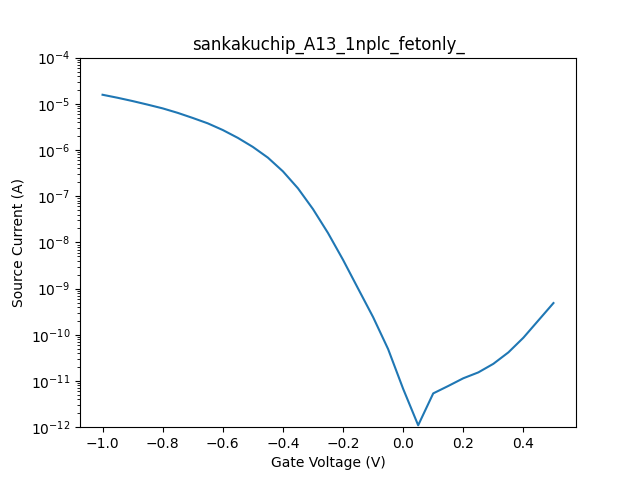 sankakuchip_A13_1nplc_fetonly_
10⁻⁴
10⁻⁵
10⁻⁶
10⁻⁷
10⁻⁸
10⁻⁹
10⁻¹⁰
10⁻¹¹
10⁻¹²
Source Current (A)
−1.0 −0.8 −0.6 −0.4 −0.2 0.0 0.2 0.4
Gate Voltage (V)